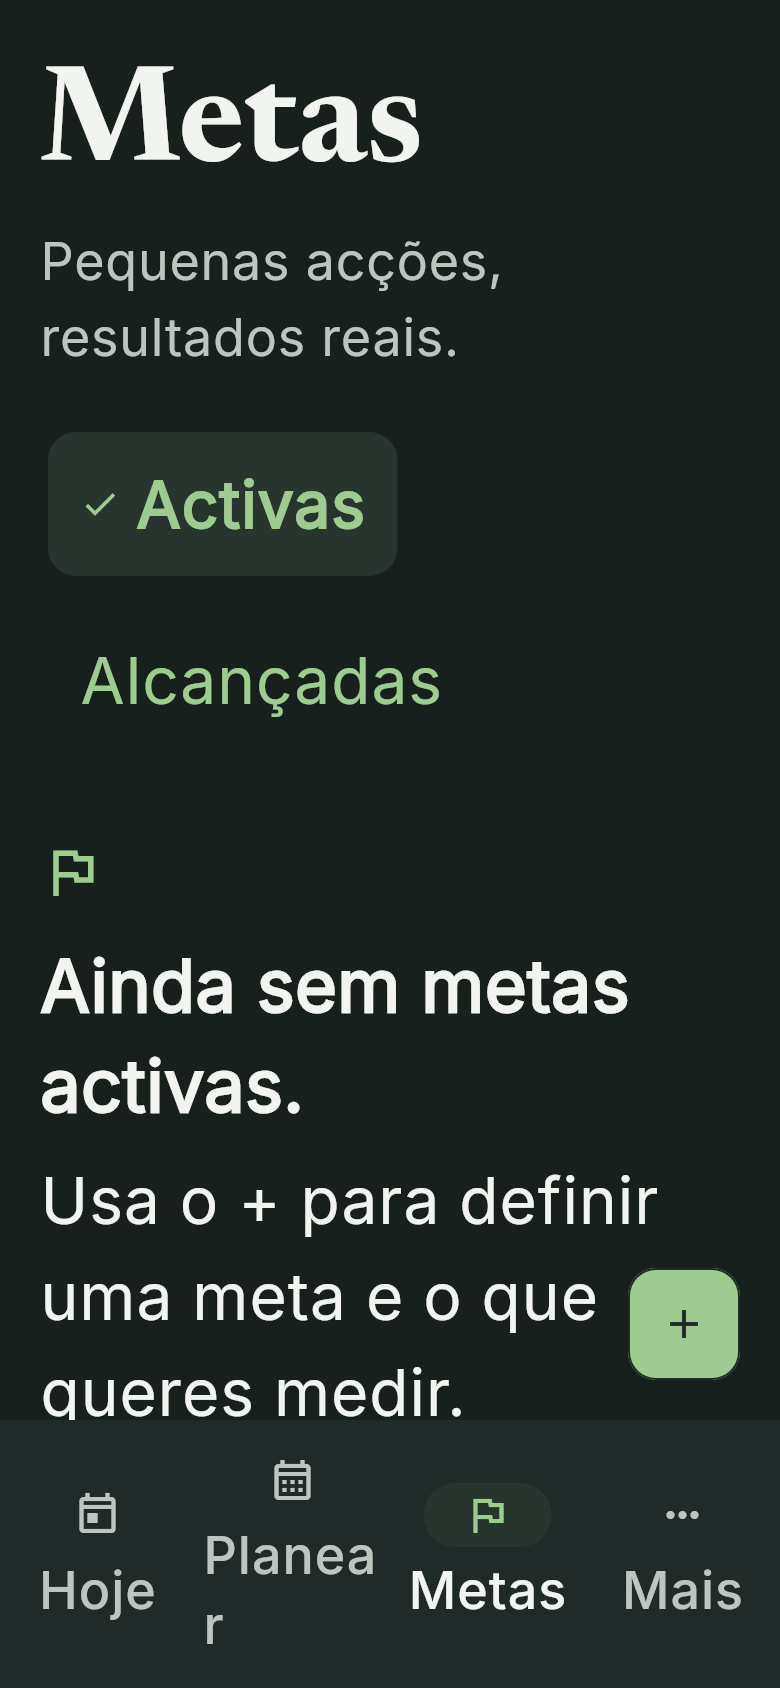 Metas
Pequenas acções,
resultados reais.
Activas
Alcançadas
Ainda sem metas
activas.
Usa o + para definir
uma meta e o que
queres medir.
Hoje
Planea
r
Metas
Mais